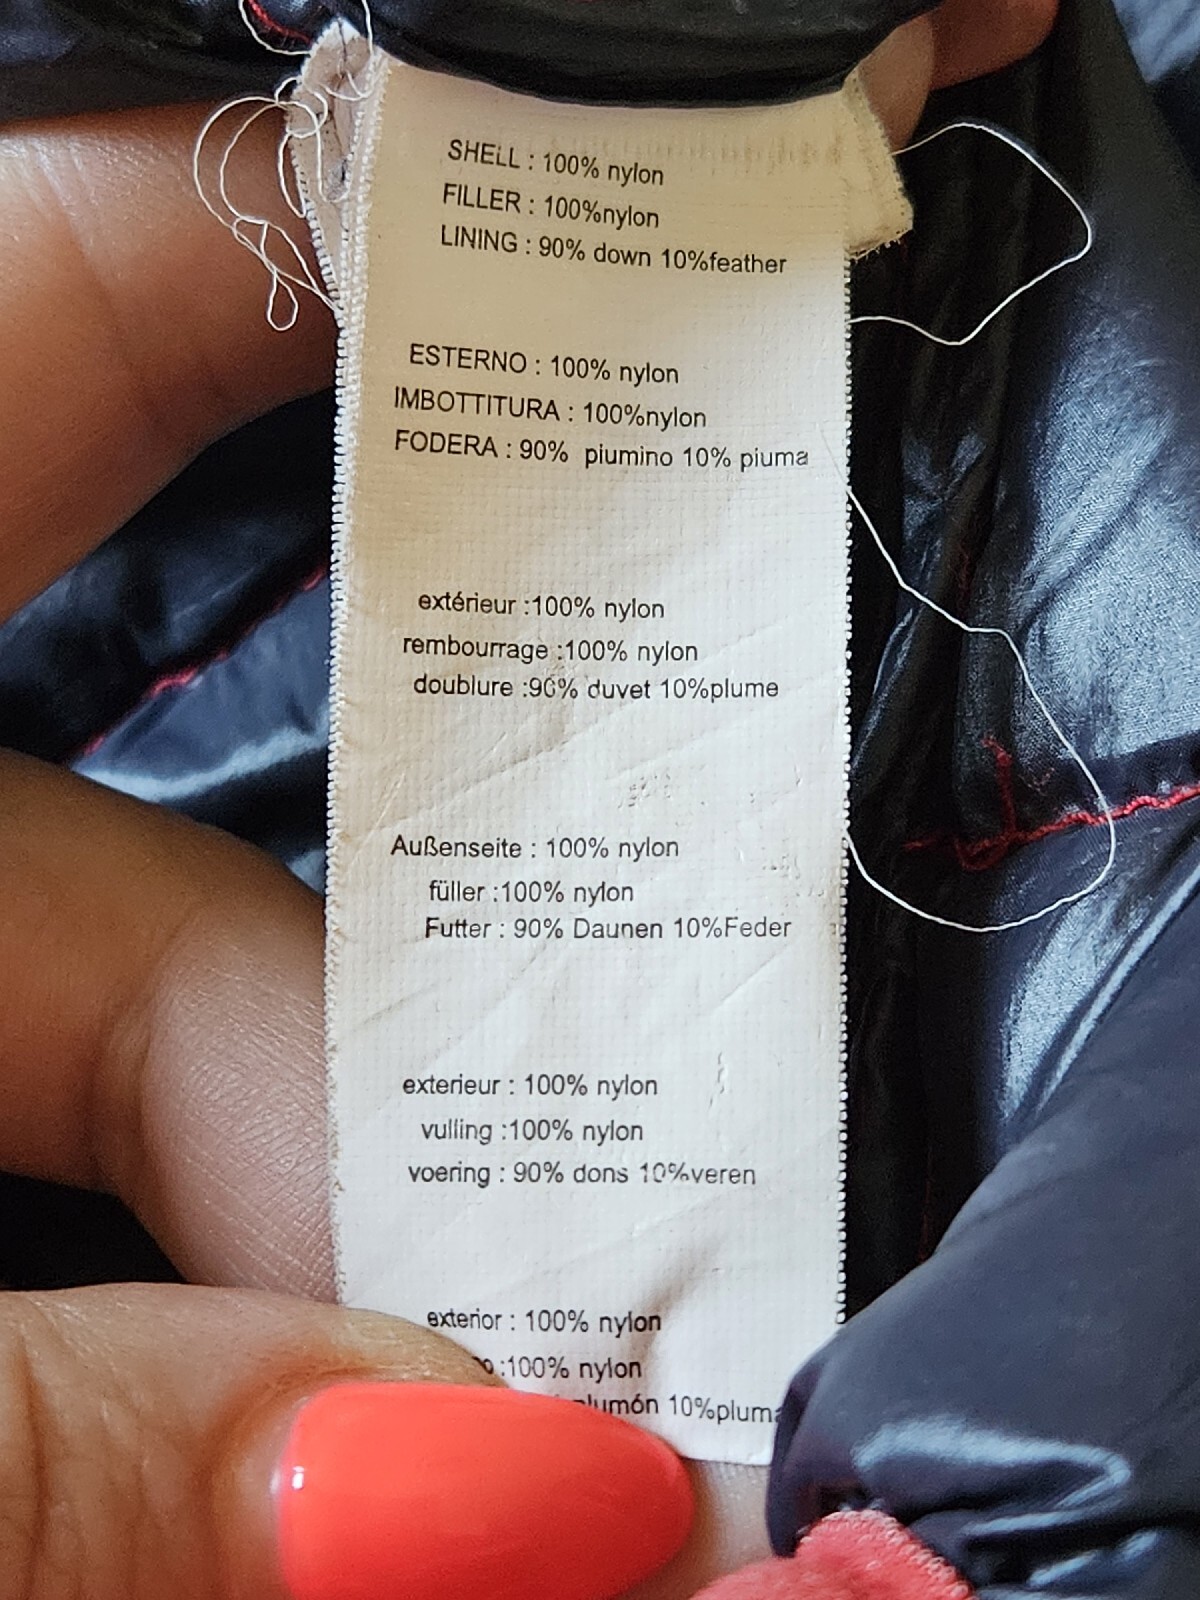 SHELL : 100% nylon
FILLER : 100%nylon
LINING : 90% down 10%feather
ESTERNO : 100% nylon
IMBOTTITURA : 100%nylon
FODERA : 90% piumino 10% piuma
extérieur :100% nylon
rembourrage :100% nylon
doublure :90% duvet 10%plume
Außenseite : 100% nylon
füller :100% nylon
Futter : 90% Daunen 10%Feder
exterieur : 100% nylon
vulling :100% nylon
voering : 90% dons 10%veren
exterior : 100% nylon
:100% nylon
plumón 10%pluma